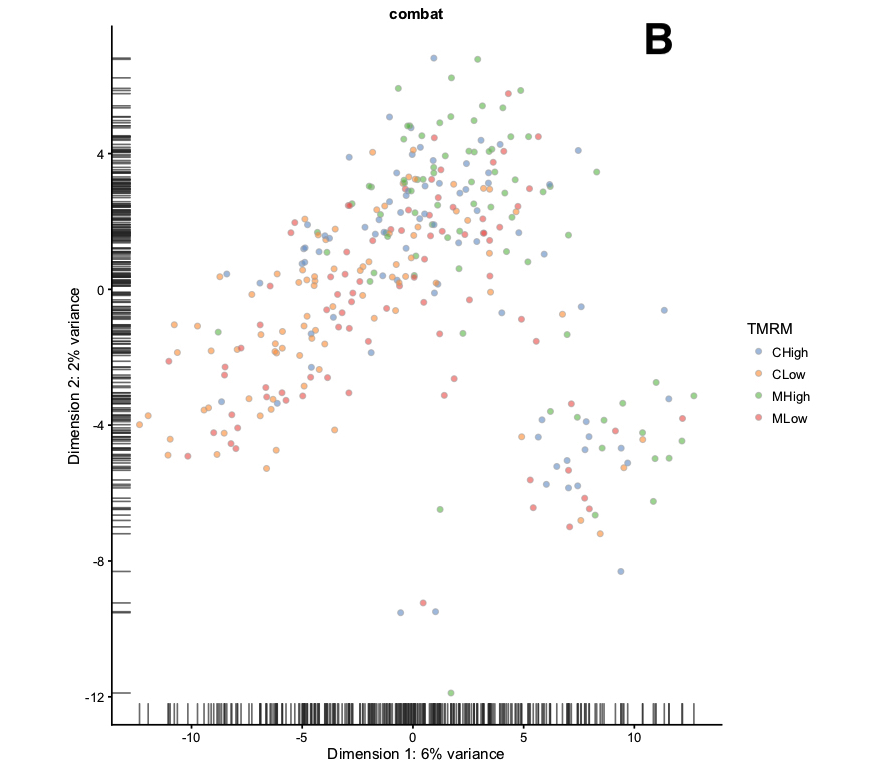 combat
B
4
0
-4
-8
-12
-10
-5
0
5
10
Dimension 1: 6% variance
Dimension 2: 2% variance
TMRM
CHigh
CLow
MHigh
MLow